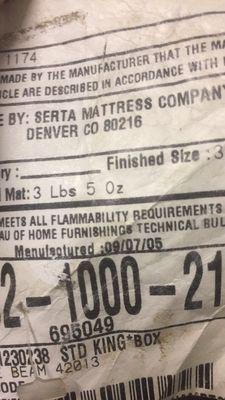 1174
MADE BY THE MANUFACTURER THAT THE MA
ARE DESCRIBED IN ACCORDANCE WITH
BY: SERTA MATTRESS COMPANY
DENVER CO 80216
Finished Size : 3
Mat: 3 Lbs 5 Oz
MEETS ALL FLAMMABILITY REQUIREMENTS
AU OF HOME FURNISHINGS TECHNICAL BUL
Manufactured :09/07/05
2-1000-21
695049
1230238 STD KING*BOX
BEAM 42013